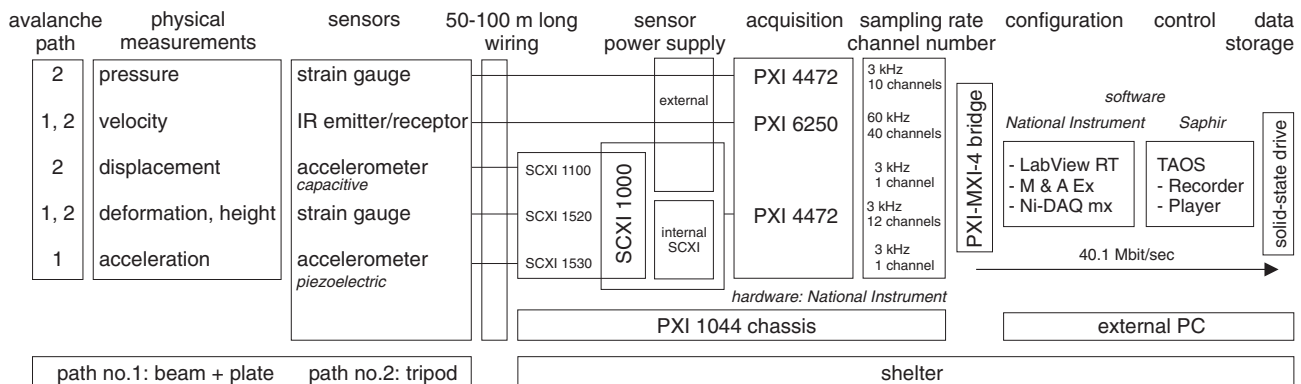 avalanche path
physical measurements
sensors
50-100 m long wiring
sensor power supply
acquisition
sampling rate channel number
configuration
control
data storage
2
pressure
strain gauge
external
PXI 4472
3 kHz
10 channels
1, 2
velocity
IR emitter/receptor
PXI 6250
60 kHz
40 channels
2
displacement
accelerometer
capacitive
SCXI 1100
3 kHz
1 channel
1, 2
deformation, height
strain gauge
SCXI 1520
PXI 4472
3 kHz
12 channels
1
acceleration
accelerometer
piezoelectric
SCXI 1530
3 kHz
1 channel
SCXI 1000
internal
SCXI
PXI-MXI-4 bridge
software
National Instrument
Saphir
- LabView RT
- M & A Ex
- Ni-DAQ mx
TAOS
- Recorder
- Player
solid-state drive
40.1 Mbit/sec
hardware: National Instrument
PXI 1044 chassis
external PC
path no.1: beam + plate
path no.2: tripod
shelter